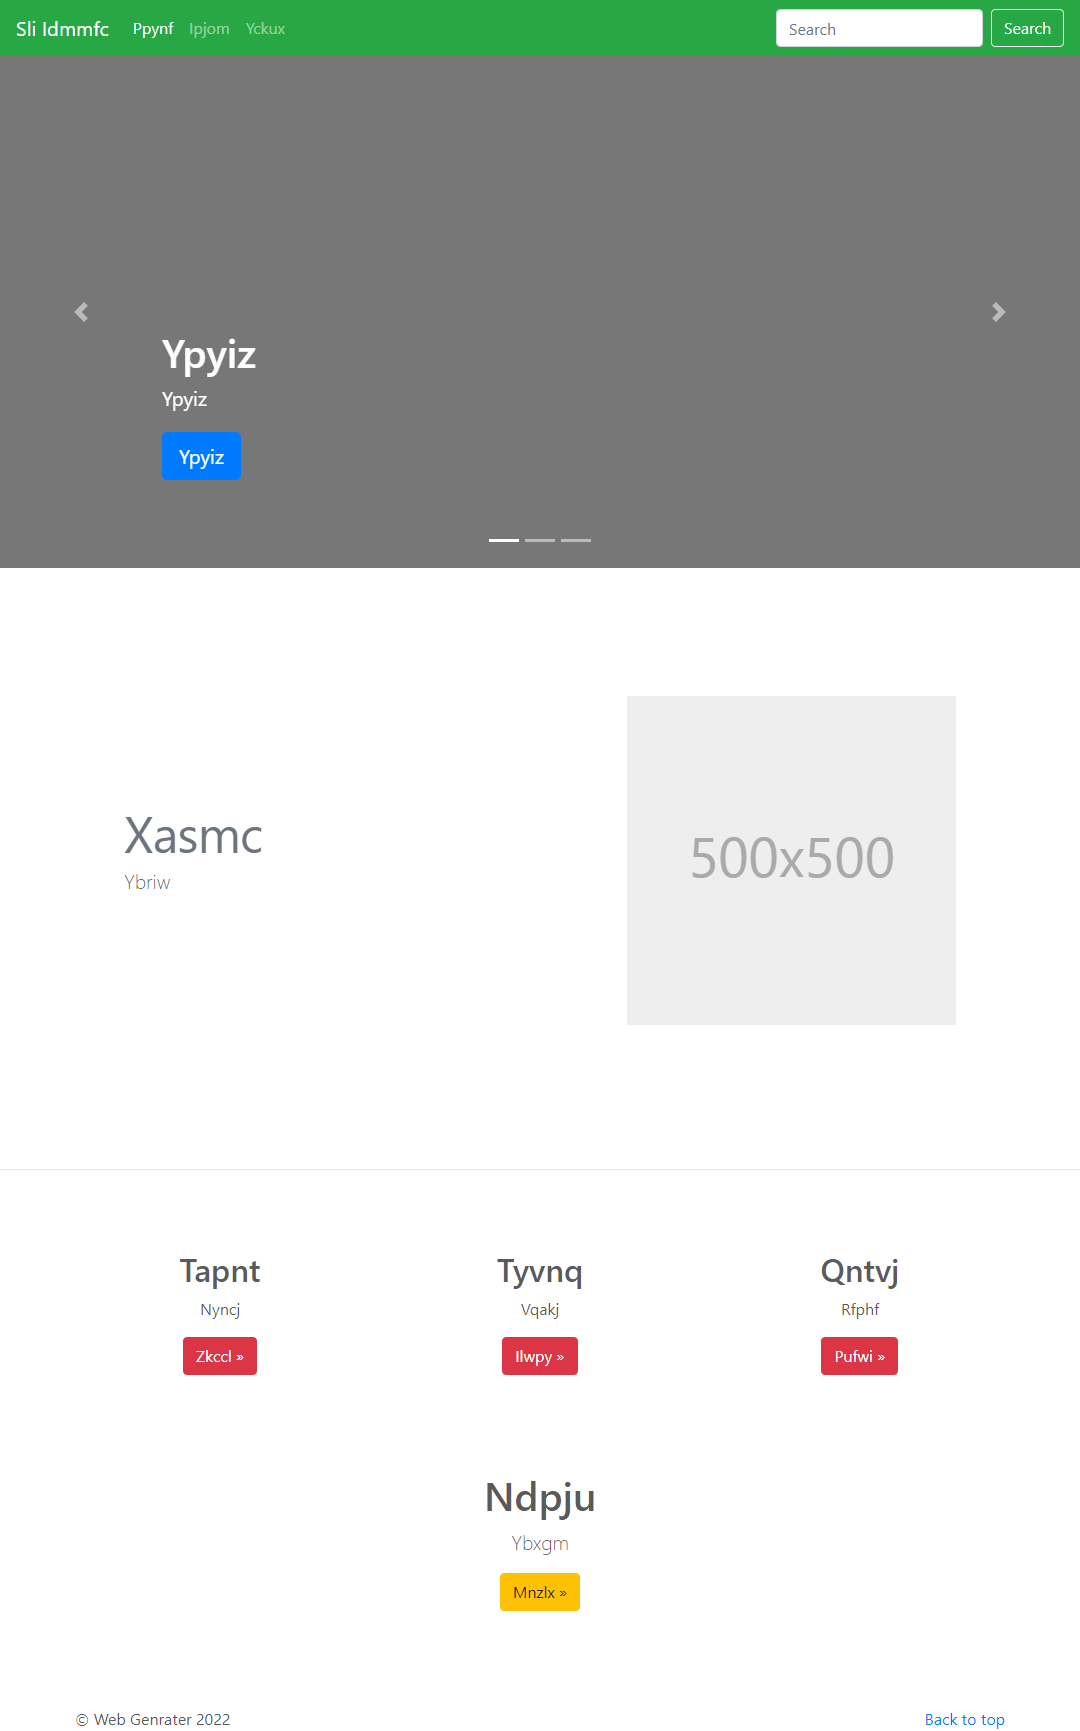 Sli Idmmfc Ppynf Ipjom Yckux Search Search
Ypyiz
Ypyiz
Ypyiz
Xasmc
Ybriw
500x500
Tapnt Tyvnq Qntvj
Nyncj Vqakj Rfphf
Zkccl » Ilwpy » Pufwi »
Ndpju
Ybxgm
Mnzlx »
© Web Genrater 2022 Back to top